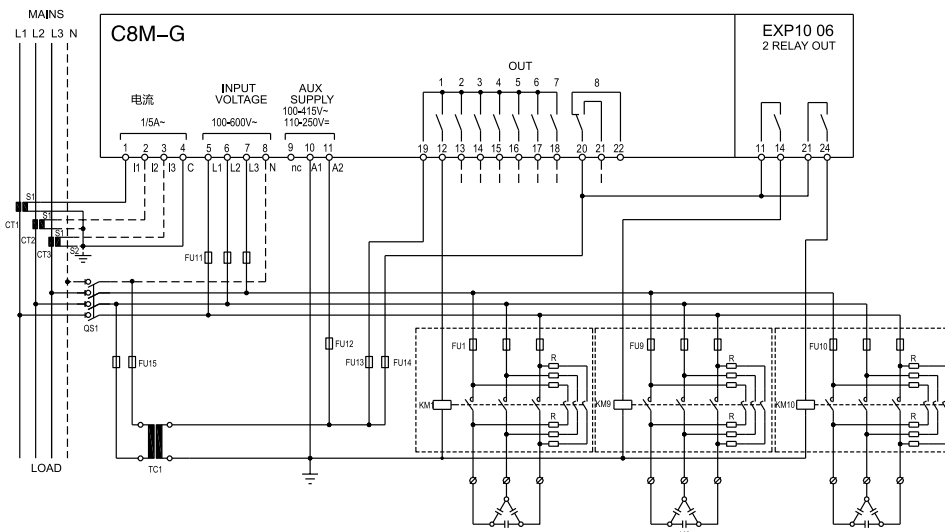 MAINS
L1 L2 L3 N
C8M-G
EXP10 06
2 RELAY OUT
电流
1/5A~
INPUT
VOLTAGE
100-600V~
AUX
SUPPLY
100-415V~
110-250V=
OUT
1 2 3 4 5 6 7 8
1 2 3 4 5 6 7 8 9 10 11 19 12 13 14 15 16 17 18 20 21 22 11 14 21 24
I1 I2 I3 C L1 L2 L3 N nc A1 A2
S1
CT1
S1
CT2
S1
CT3
S2
FU11
QS1
FU15
FU12
FU13
FU14
FU1
R
FU9
R
FU10
R
KM1
KM9
KM10
R
R
R
TC1
LOAD